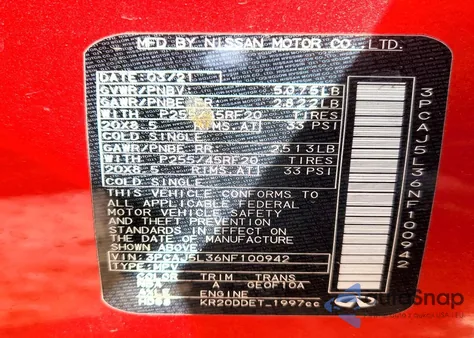 MFD BY NISSAN MOTOR CO.,LTD.
DATE 03/21
GVWR/PNBV: 5075LB
GAWR/PNBE FR. 2822LB
WITH P255/45RF20 TIRES
20X8.5 RIMS,AT 33 PSI
COLD SINGLE
GAWR/PNBE RR. 2513LB
WITH P255/45RF20 TIRES
20X8.5 RIMS,AT 33 PSI
COLD SINGLE
THIS VEHICLE CONFORMS TO
ALL APPLICABLE FEDERAL
MOTOR VEHICLE SAFETY
AND THEFT PREVENTION
STANDARDS IN EFFECT ON
THE DATE OF MANUFACTURE
SHOWN ABOVE.
VIN: 3PCAJ5L36NF100942
TYPE: MPV
COLOR TRIM TRANS
NBA A GE0F10A
ENGINE
KR20DDET 1997cc
3PCAJ5L36NF100942
AutoSnap